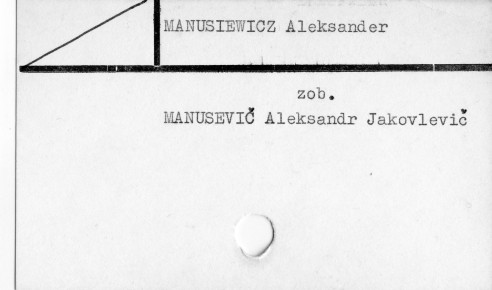 MANUSIEWICZ Aleksander
zob.
MANUSEVIČ Aleksandr Jakovlevič